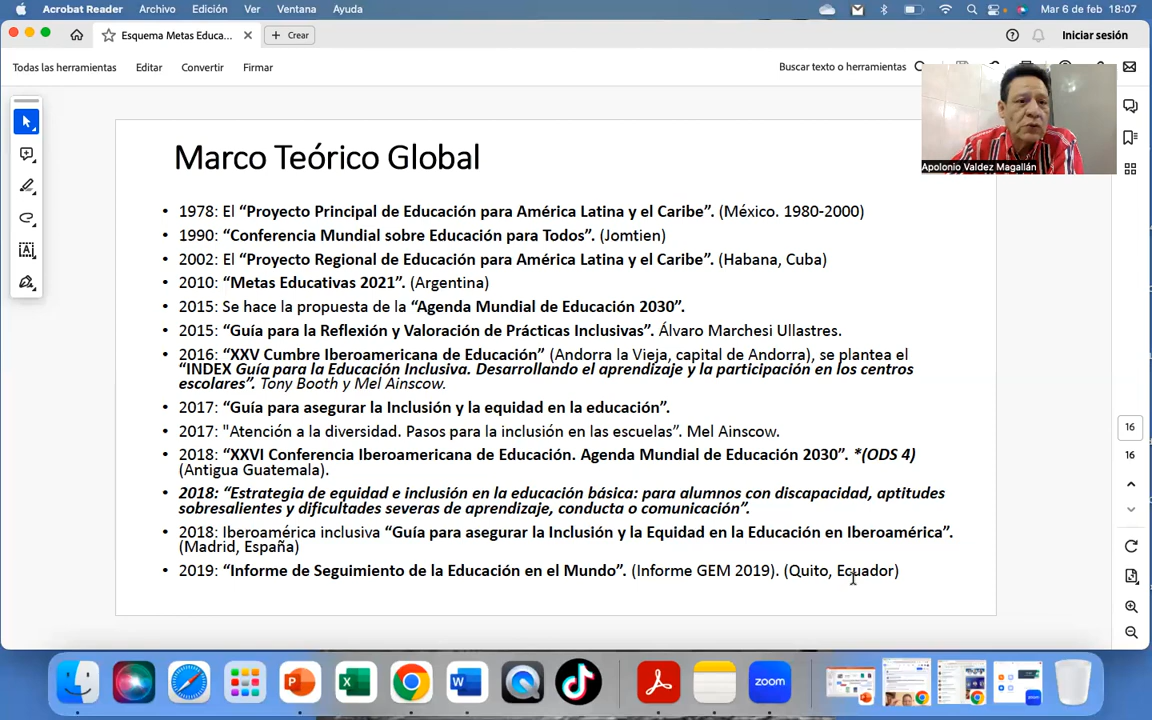 Acrobat Reader Archivo Edición Ver Ventana Ayuda Mar 6 de feb 18:07
Esquema Metas Educa... Crear Iniciar sesión
Todas las herramientas Editar Convertir Firmar Buscar texto o herramientas
Apolonio Valdez Magallán
Marco Teórico Global
• 1978: El “Proyecto Principal de Educación para América Latina y el Caribe”. (México. 1980-2000)
• 1990: “Conferencia Mundial sobre Educación para Todos”. (Jomtien)
• 2002: El “Proyecto Regional de Educación para América Latina y el Caribe”. (Habana, Cuba)
• 2010: “Metas Educativas 2021”. (Argentina)
• 2015: Se hace la propuesta de la “Agenda Mundial de Educación 2030”.
• 2015: “Guía para la Reflexión y Valoración de Prácticas Inclusivas”. Álvaro Marchesi Ullastres.
• 2016: “XXV Cumbre Iberoamericana de Educación” (Andorra la Vieja, capital de Andorra), se plantea el
“INDEX Guía para la Educación Inclusiva. Desarrollando el aprendizaje y la participación en los centros
escolares”. Tony Booth y Mel Ainscow.
• 2017: “Guía para asegurar la Inclusión y la equidad en la educación”.
• 2017: "Atención a la diversidad. Pasos para la inclusión en las escuelas”. Mel Ainscow.
• 2018: “XXVI Conferencia Iberoamericana de Educación. Agenda Mundial de Educación 2030”. *(ODS 4)
(Antigua Guatemala).
• 2018: “Estrategia de equidad e inclusión en la educación básica: para alumnos con discapacidad, aptitudes
sobresalientes y dificultades severas de aprendizaje, conducta o comunicación”.
• 2018: Iberoamérica inclusiva “Guía para asegurar la Inclusión y la Equidad en la Educación en Iberoamérica”.
(Madrid, España)
• 2019: “Informe de Seguimiento de la Educación en el Mundo”. (Informe GEM 2019). (Quito, Ecuador)
16
16
zoom